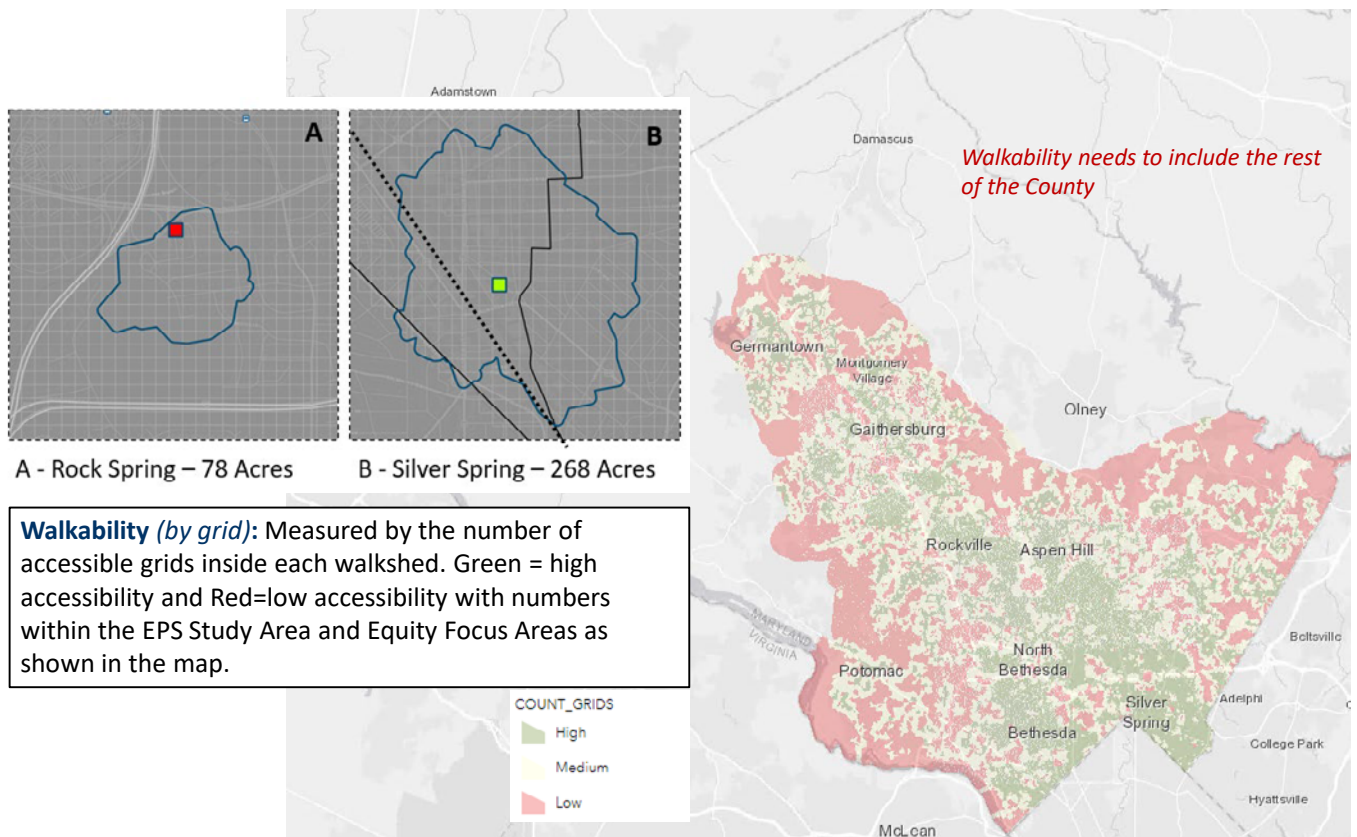 Adamstown
Damascus
Walkability needs to include the rest
of the County
A
B
A - Rock Spring – 78 Acres
B - Silver Spring – 268 Acres
Walkability (by grid): Measured by the number of
accessible grids inside each walkshed. Green = high
accessibility and Red=low accessibility with numbers
within the EPS Study Area and Equity Focus Areas as
shown in the map.
Germantown
Montgomery
Village
Olney
Gaithersburg
Rockville
Aspen Hill
MARYLAND
VIRGINIA
Potomac
North
Bethesda
Beltsville
Silver
Spring
Adelphi
Bethesda
College Park
Hyattsville
McLean
COUNT_GRIDS
High
Medium
Low